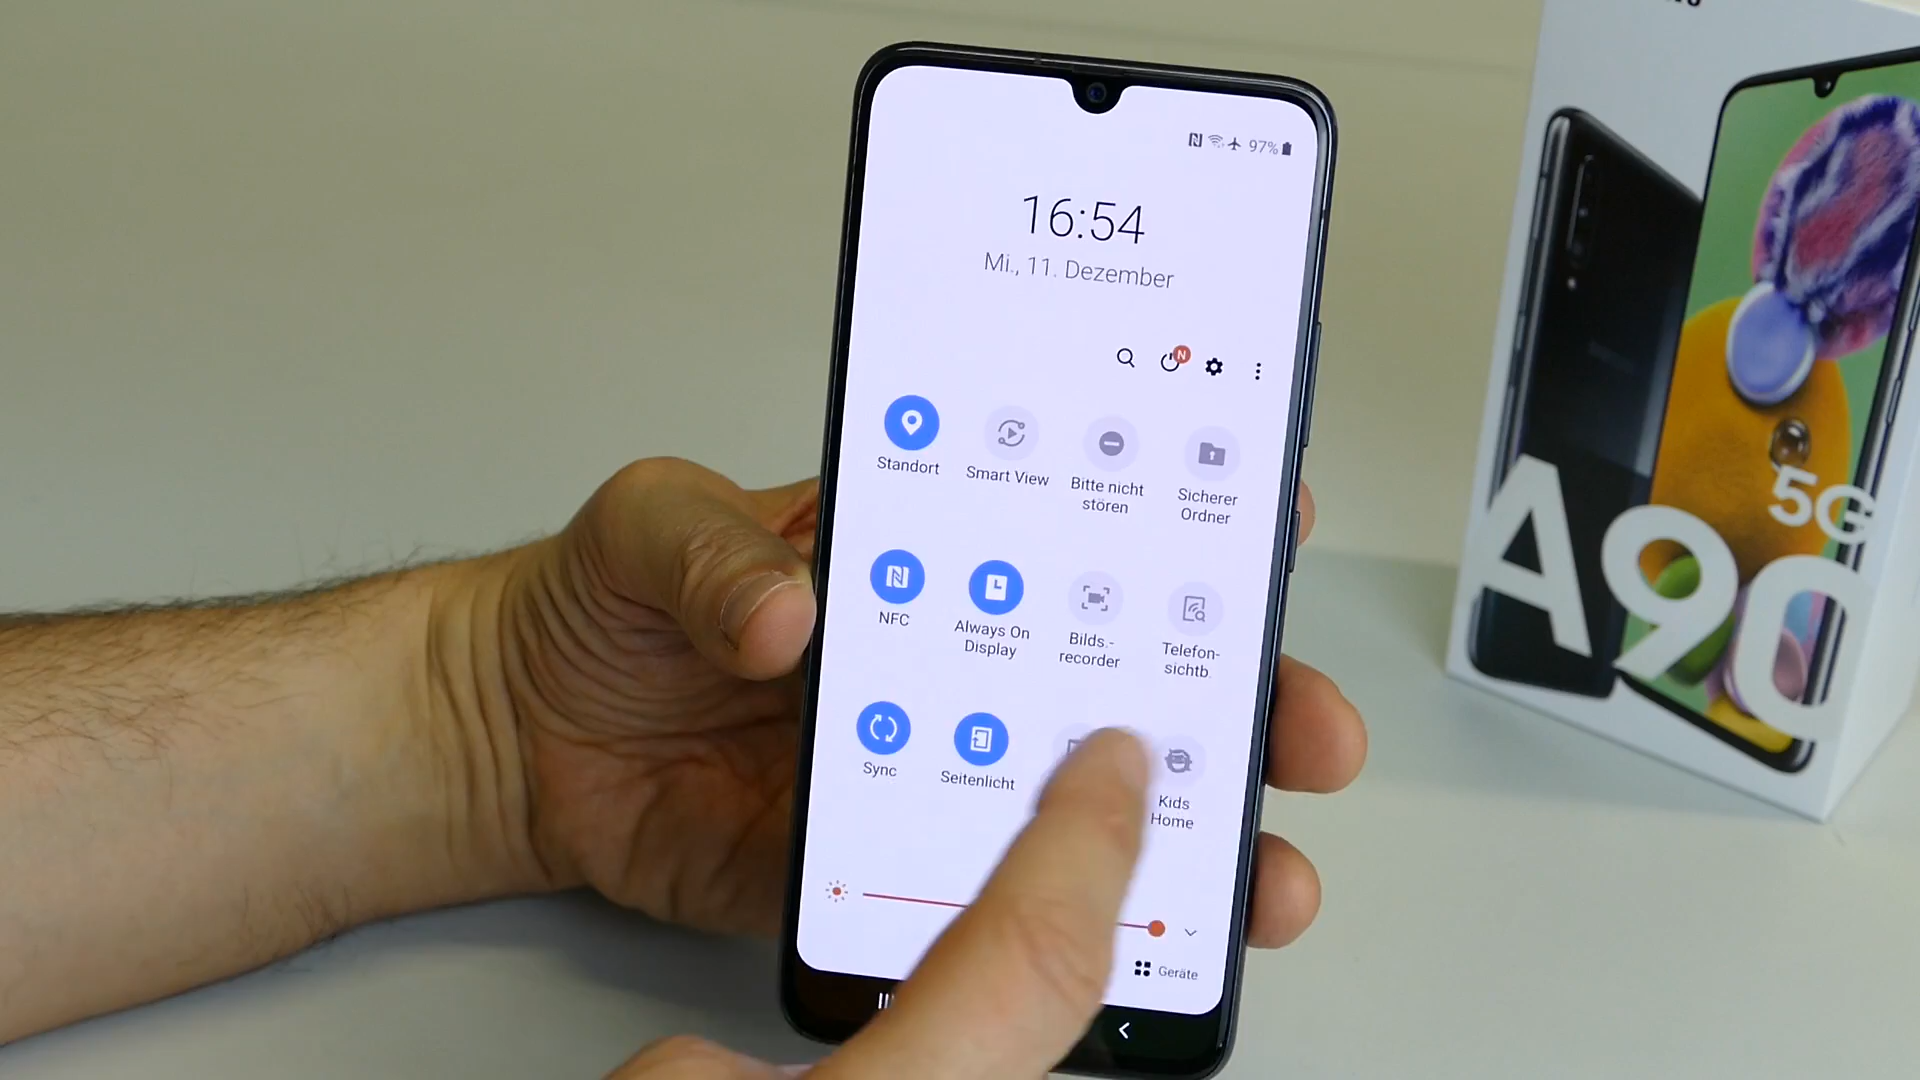 97%
16:54
Mi., 11. Dezember
N
Standort
Smart View
Bitte nicht
stören
Sicherer
Ordner
NFC
Always On
Display
Bilds.-
recorder
Telefon-
sichtb.
Sync
Seitenlicht
Kids
Home
Geräte
A90
5G